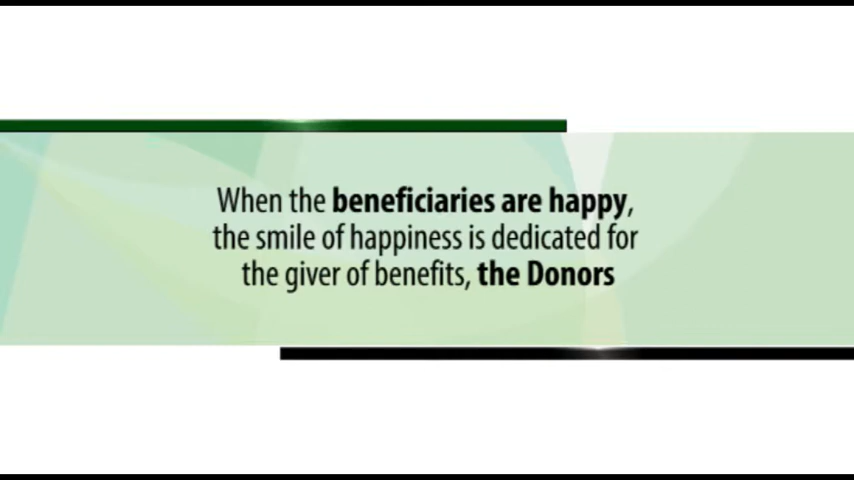 When the beneficiaries are happy,
the smile of happiness is dedicated for
the giver of benefits, the Donors